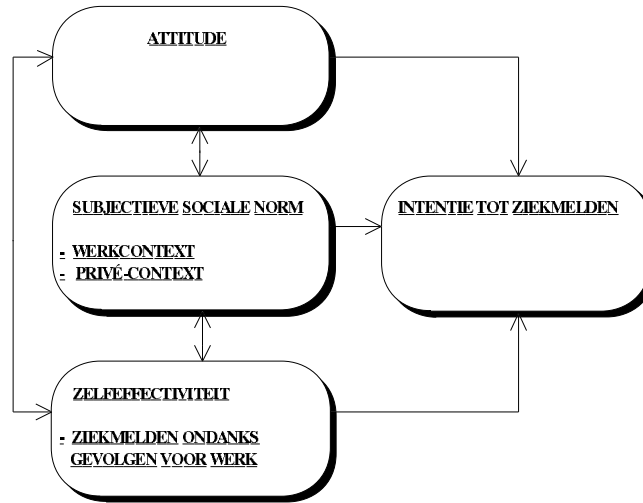 ATTITUDE
SUBJECTIEVE SOCIALE NORM
- WERKCONTEXT
- PRIVÉ-CONTEXT
INTENTIE TOT ZIEKMELDEN
ZELFEFFECTIVITEIT
- ZIEKMELDEN ONDANKS
GEVOLGEN VOOR WERK